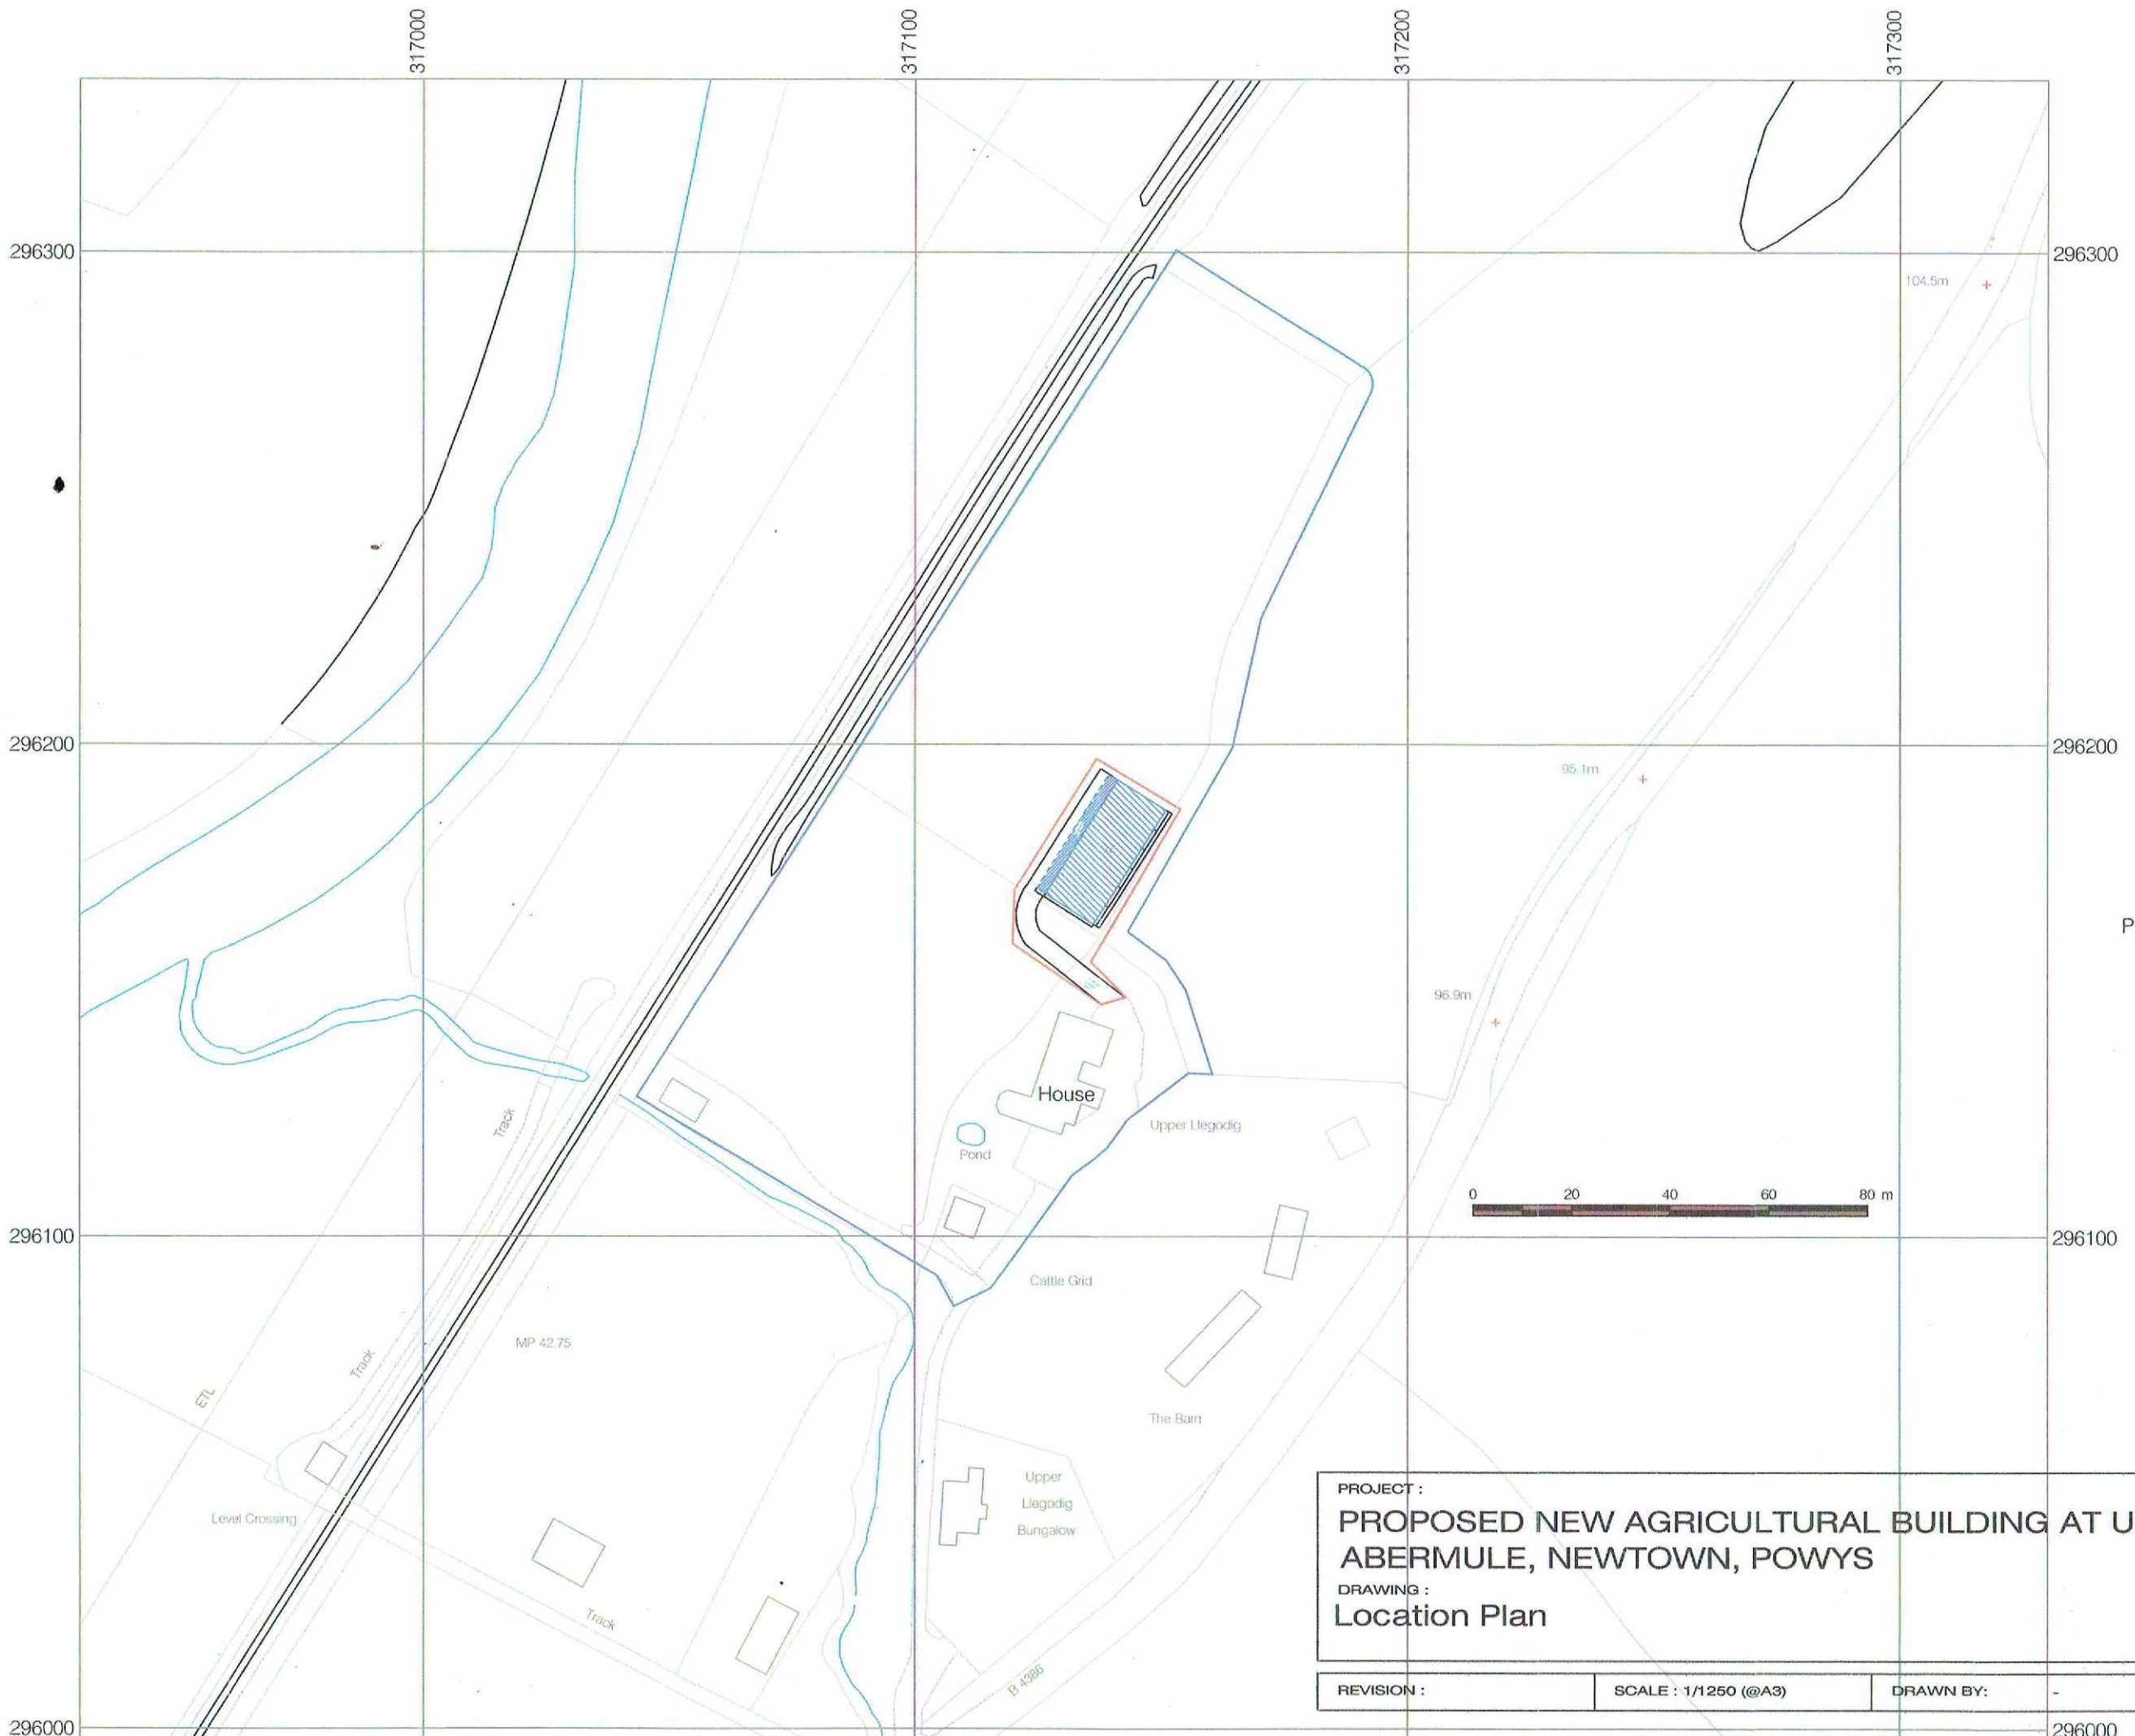 317000
317100
317200
317300
296300
296300
104.5m
296200
296200
95.1m
P
96.9m
House
Track
Upper Llegodig
Pond
0 20 40 60 80 m
296100
296100
Cattle Grid
MP 42.75
Track
ETL
The Barn
Upper
Llegodig
Bungalow
Level Crossing
Track
B 4386
PROJECT :
PROPOSED NEW AGRICULTURAL BUILDING AT U
ABERMULE, NEWTOWN, POWYS
DRAWING :
Location Plan
REVISION :
SCALE : 1/1250 (@A3)
DRAWN BY: -
296000
296000